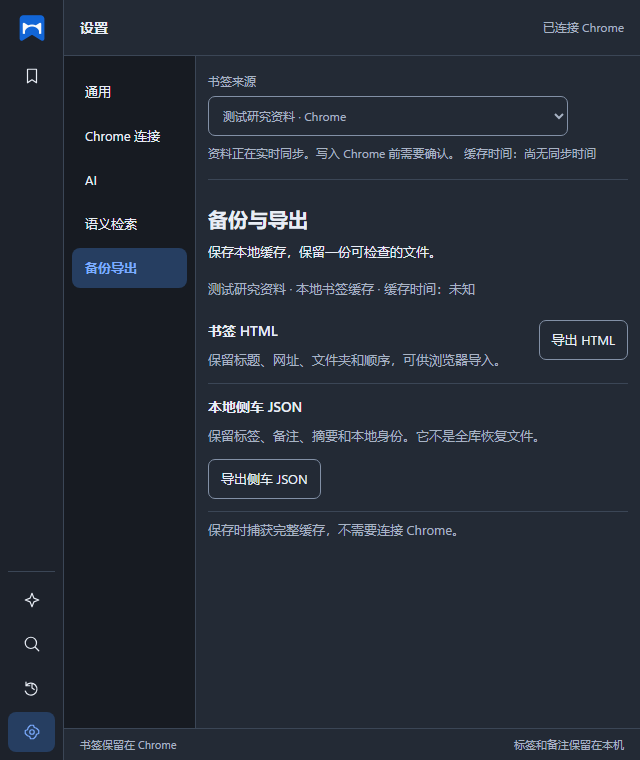 设置
已连接 Chrome
通用
Chrome 连接
AI
语义检索
备份导出
书签来源
测试研究资料 · Chrome
资料正在实时同步。写入 Chrome 前需要确认。 缓存时间：尚无同步时间
备份与导出
保存本地缓存，保留一份可检查的文件。
测试研究资料 · 本地书签缓存 · 缓存时间：未知
书签 HTML
保留标题、网址、文件夹和顺序，可供浏览器导入。
导出 HTML
本地侧车 JSON
保留标签、备注、摘要和本地身份。它不是全库恢复文件。
导出侧车 JSON
保存时捕获完整缓存，不需要连接 Chrome。
书签保留在 Chrome
标签和备注保留在本机